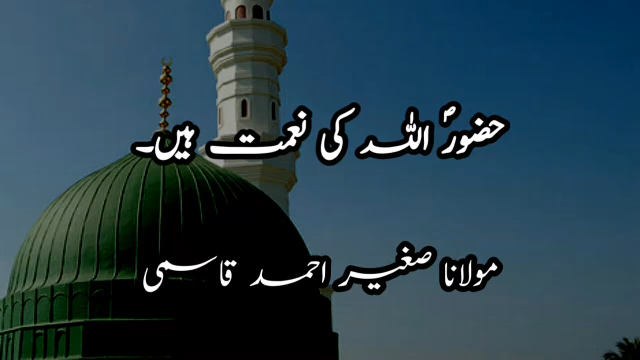 حضورؐ اللہ کی نعمت ہیں۔
مولانا صغیر احمد قاسمی